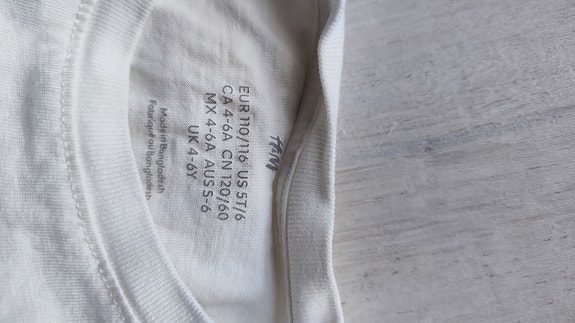 H&M
EUR 110/116 US 5T/6
CA 4-6A CN 120/60
MX 4-6A AUS 5-6
UK 4-6Y
Made in Bangladesh
Fabriqué au Bangladesh